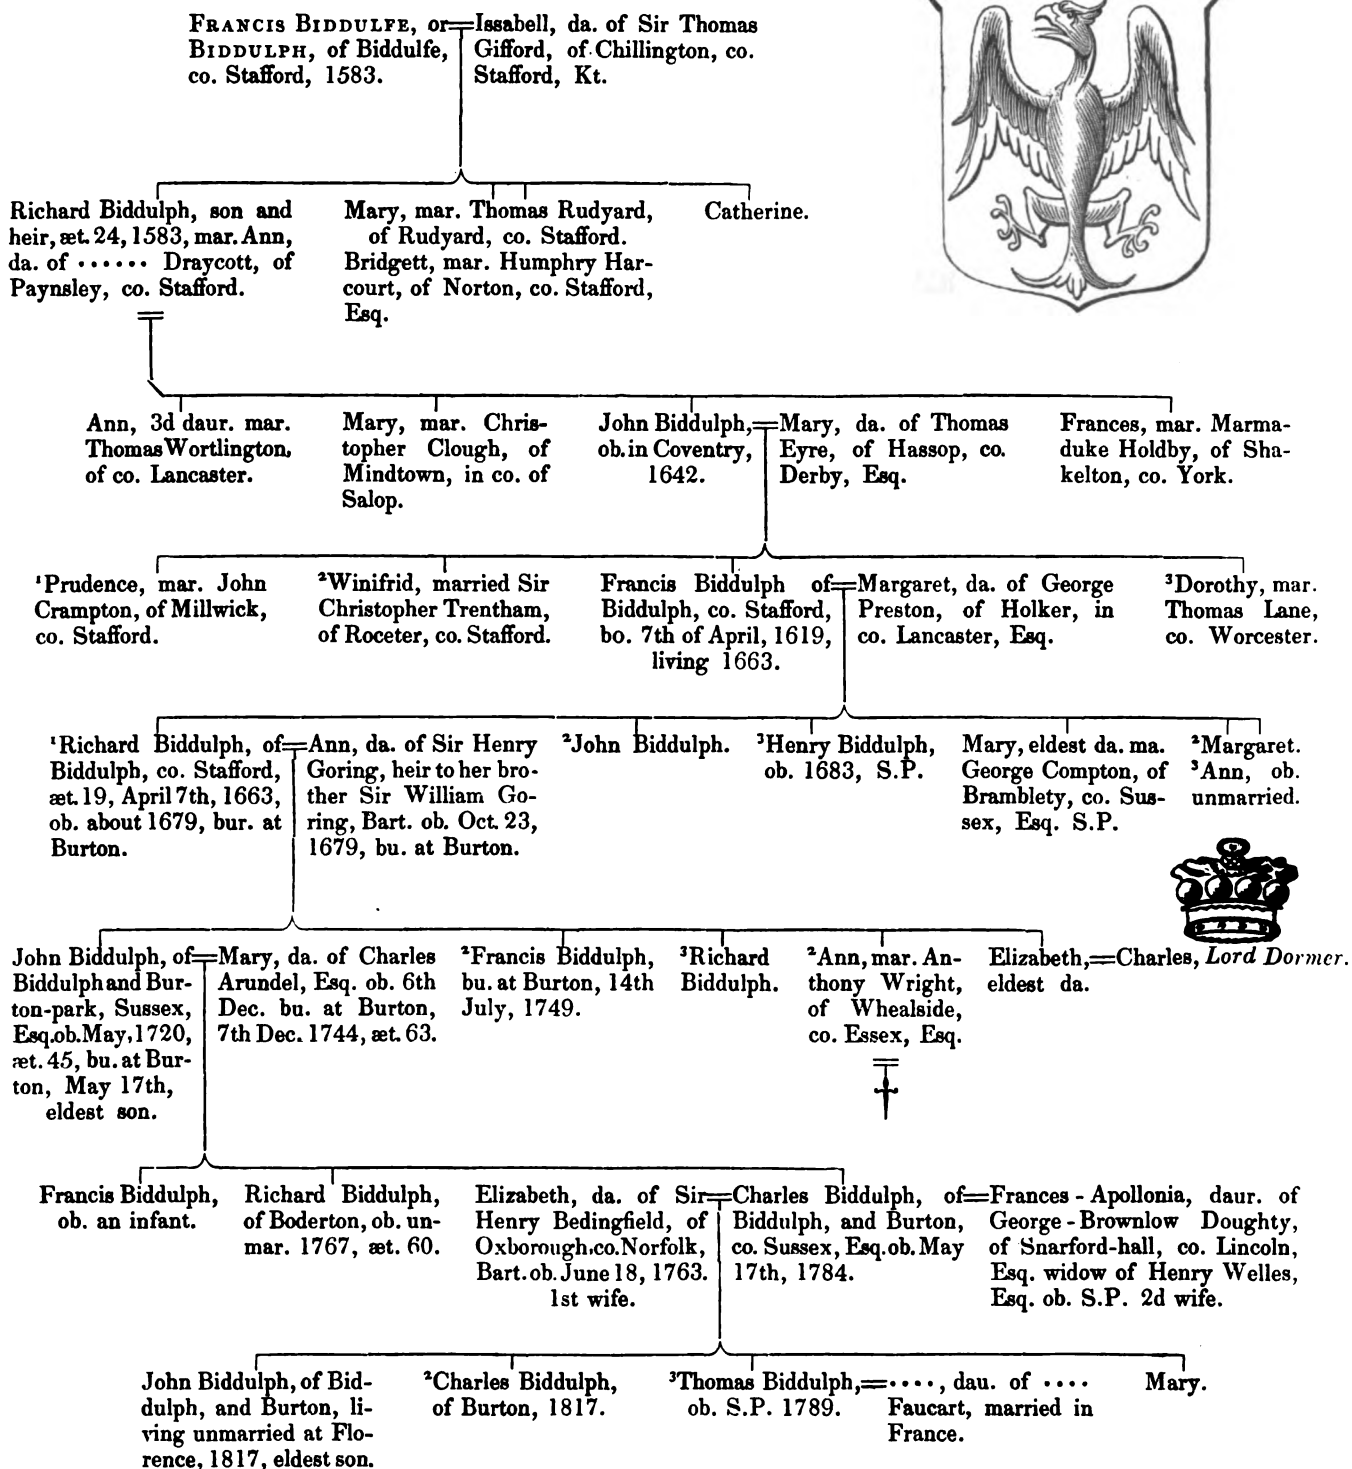 FRANCIS BIDDULFE, or
BIDDULPH, of Biddulfe,
co. Stafford, 1583.
Issabell, da. of Sir Thomas
Gifford, of Chillington, co.
Stafford, Kt.
Richard Biddulph, son and
heir, æt. 24, 1583, mar. Ann,
da. of ······ Draycott, of
Paynsley, co. Stafford.
Mary, mar. Thomas Rudyard,
of Rudyard, co. Stafford.
Bridgett, mar. Humphry Har-
court, of Norton, co. Stafford,
Esq.
Catherine.
Ann, 3d daur. mar.
Thomas Wortlington,
of co. Lancaster.
Mary, mar. Chris-
topher Clough, of
Mindtown, in co. of
Salop.
John Biddulph,
ob. in Coventry,
1642.
Mary, da. of Thomas
Eyre, of Hassop, co.
Derby, Esq.
Frances, mar. Marma-
duke Holdby, of Sha-
kelton, co. York.
¹Prudence, mar. John
Crampton, of Millwick,
co. Stafford.
²Winifrid, married Sir
Christopher Trentham,
of Roceter, co. Stafford.
Francis Biddulph of
Biddulph, co. Stafford,
bo. 7th of April, 1619,
living 1663.
Margaret, da. of George
Preston, of Holker, in
co. Lancaster, Esq.
³Dorothy, mar.
Thomas Lane,
co. Worcester.
¹Richard Biddulph, of
Biddulph, co. Stafford,
æt. 19, April 7th, 1663,
ob. about 1679, bur. at
Burton.
Ann, da. of Sir Henry
Goring, heir to her bro-
ther Sir William Go-
ring, Bart. ob. Oct. 23,
1679, bu. at Burton.
²John Biddulph.
³Henry Biddulph,
ob. 1683, S.P.
Mary, eldest da. ma.
George Compton, of
Bramblety, co. Sus-
sex, Esq. S.P.
²Margaret.
³Ann, ob.
unmarried.
John Biddulph, of
Biddulph and Bur-
ton-park, Sussex,
Esq. ob. May, 1720,
æt. 45, bu. at Bur-
ton, May 17th,
eldest son.
Mary, da. of Charles
Arundel, Esq. ob. 6th
Dec. bu. at Burton,
7th Dec. 1744, æt. 63.
²Francis Biddulph,
bu. at Burton, 14th
July, 1749.
³Richard
Biddulph.
²Ann, mar. An-
thony Wright,
of Whealside,
co. Essex, Esq.
Elizabeth,
eldest da.
Charles, Lord Dormer.
Francis Biddulph,
ob. an infant.
Richard Biddulph,
of Boderton, ob. un-
mar. 1767, æt. 60.
Elizabeth, da. of Sir
Henry Bedingfield, of
Oxborough, co. Norfolk,
Bart. ob. June 18, 1763.
1st wife.
Charles Biddulph, of
Biddulph, and Burton,
co. Sussex, Esq. ob. May
17th, 1784.
Frances-Apollonia, daur. of
George-Brownlow Doughty,
of Snarford-hall, co. Lincoln,
Esq. widow of Henry Welles,
Esq. ob. S.P. 2d wife.
John Biddulph, of Bid-
dulph, and Burton, li-
ving unmarried at Flo-
rence, 1817, eldest son.
²Charles Biddulph,
of Burton, 1817.
³Thomas Biddulph,
ob. S.P. 1789.
····, dau. of ····
Faucart, married in
France.
Mary.